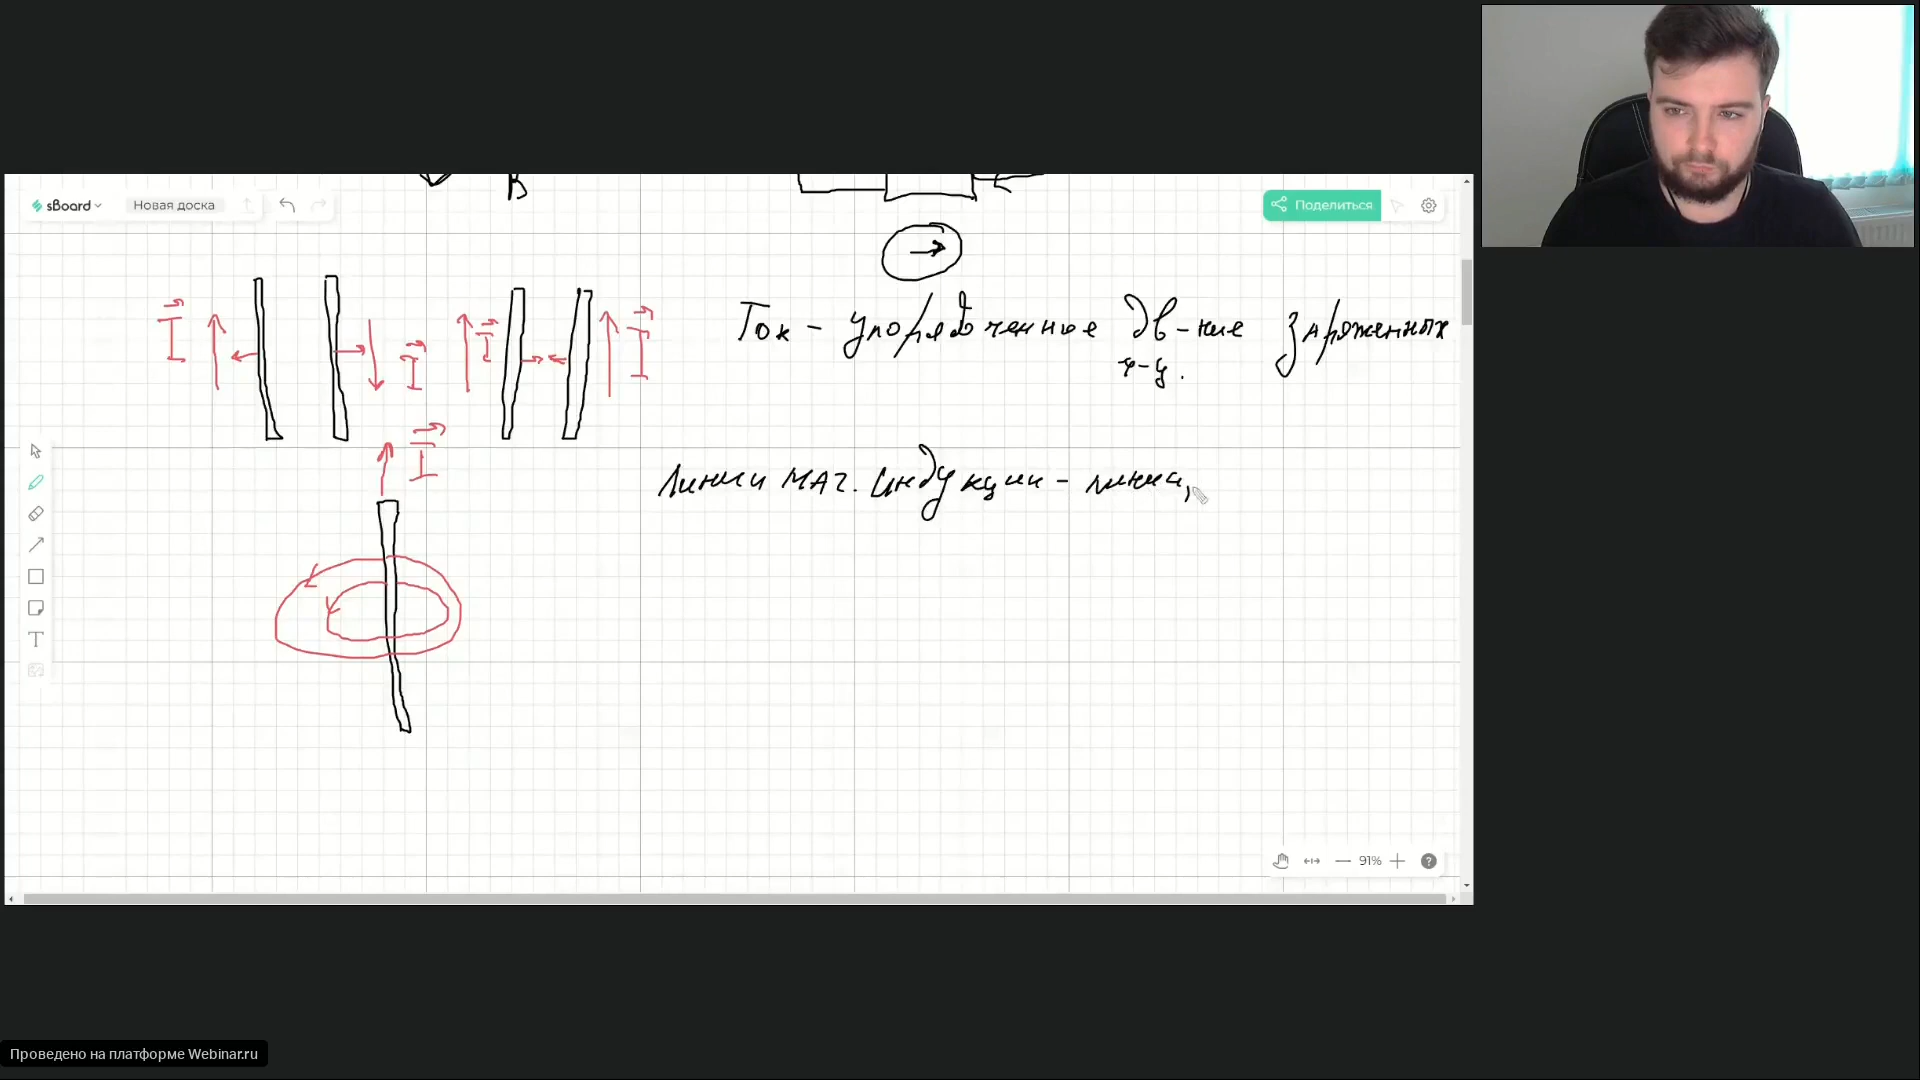 B
sBoard
Новая доска
Поделиться
I I I I
Ток - упорядоченное дв-ние заряженных
ч-ц.
I
Линии маг. индукции - линии,
91%
Проведено на платформе Webinar.ru